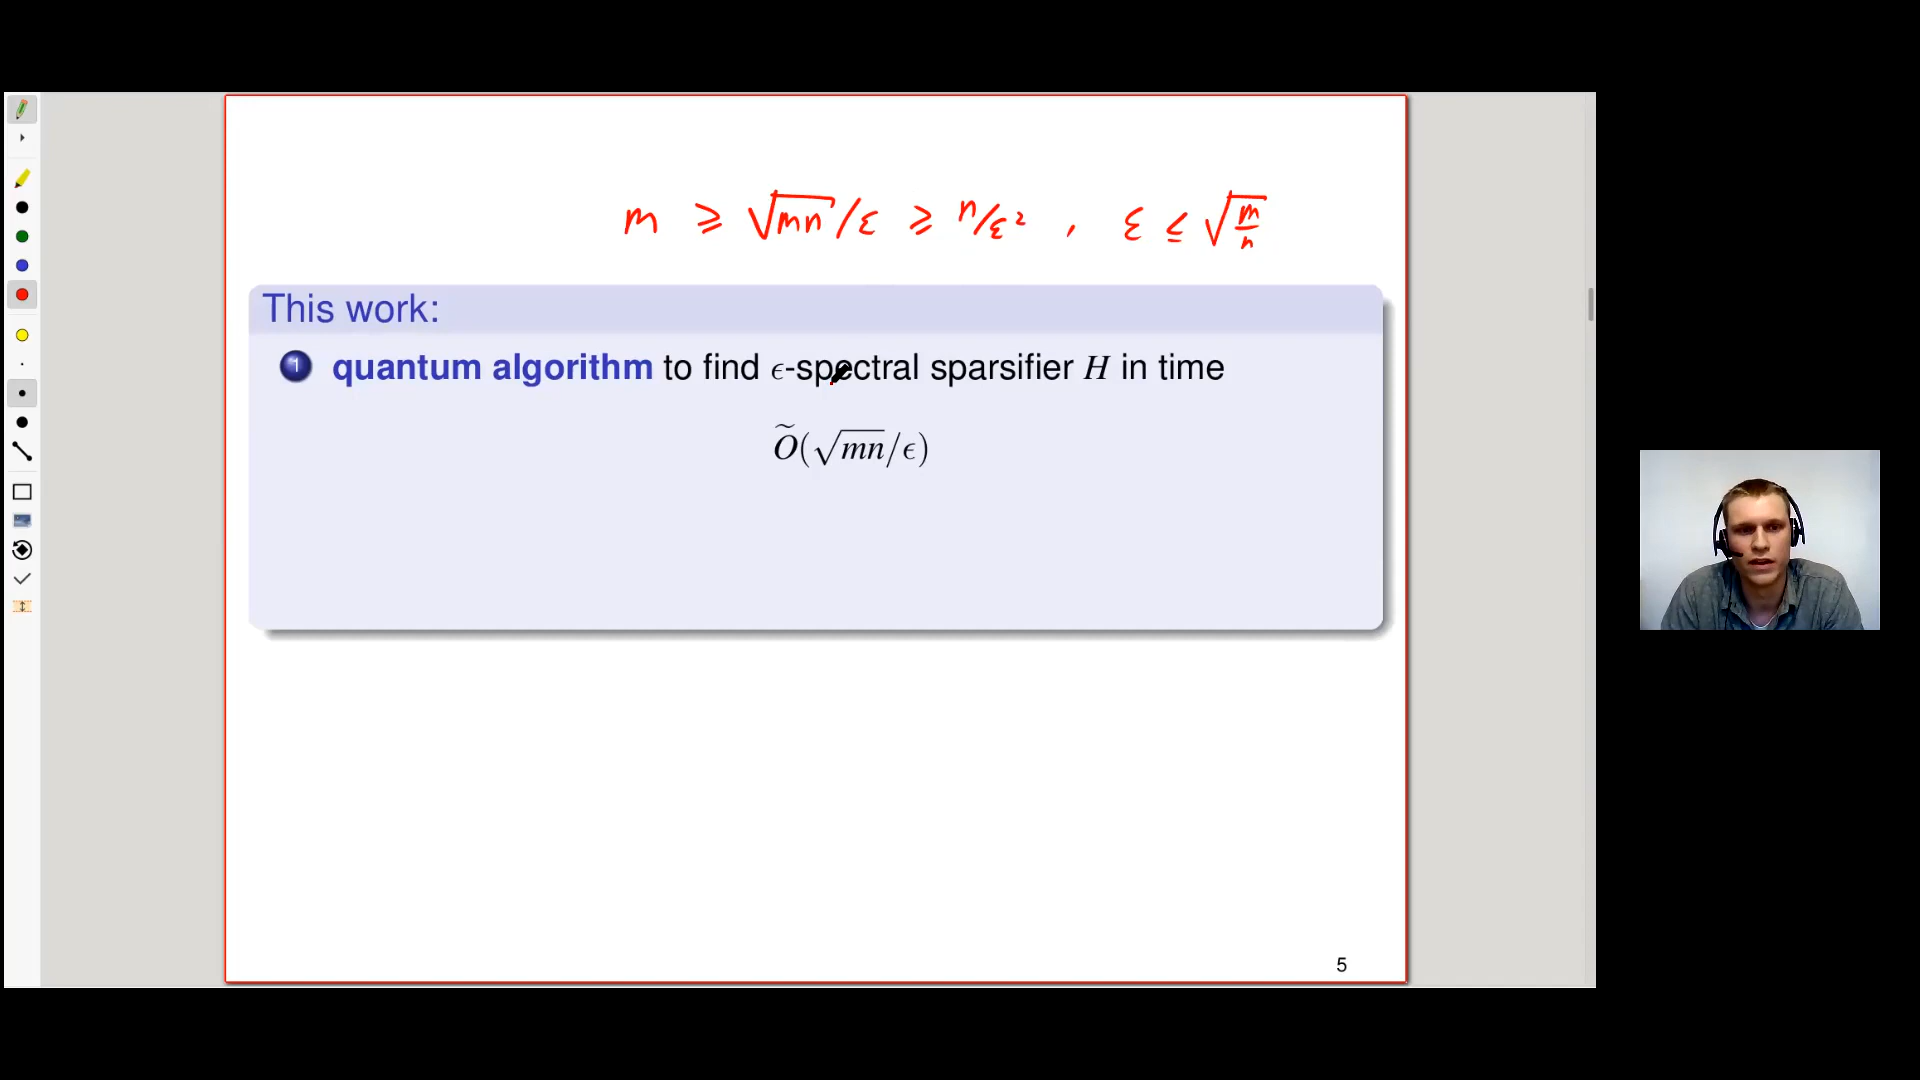 m ≥ √mn/ε ≥ n/ε² , ε ≤ √m/n
This work:
1 quantum algorithm to find ϵ-spectral sparsifier H in time
Õ(√mn/ϵ)
5